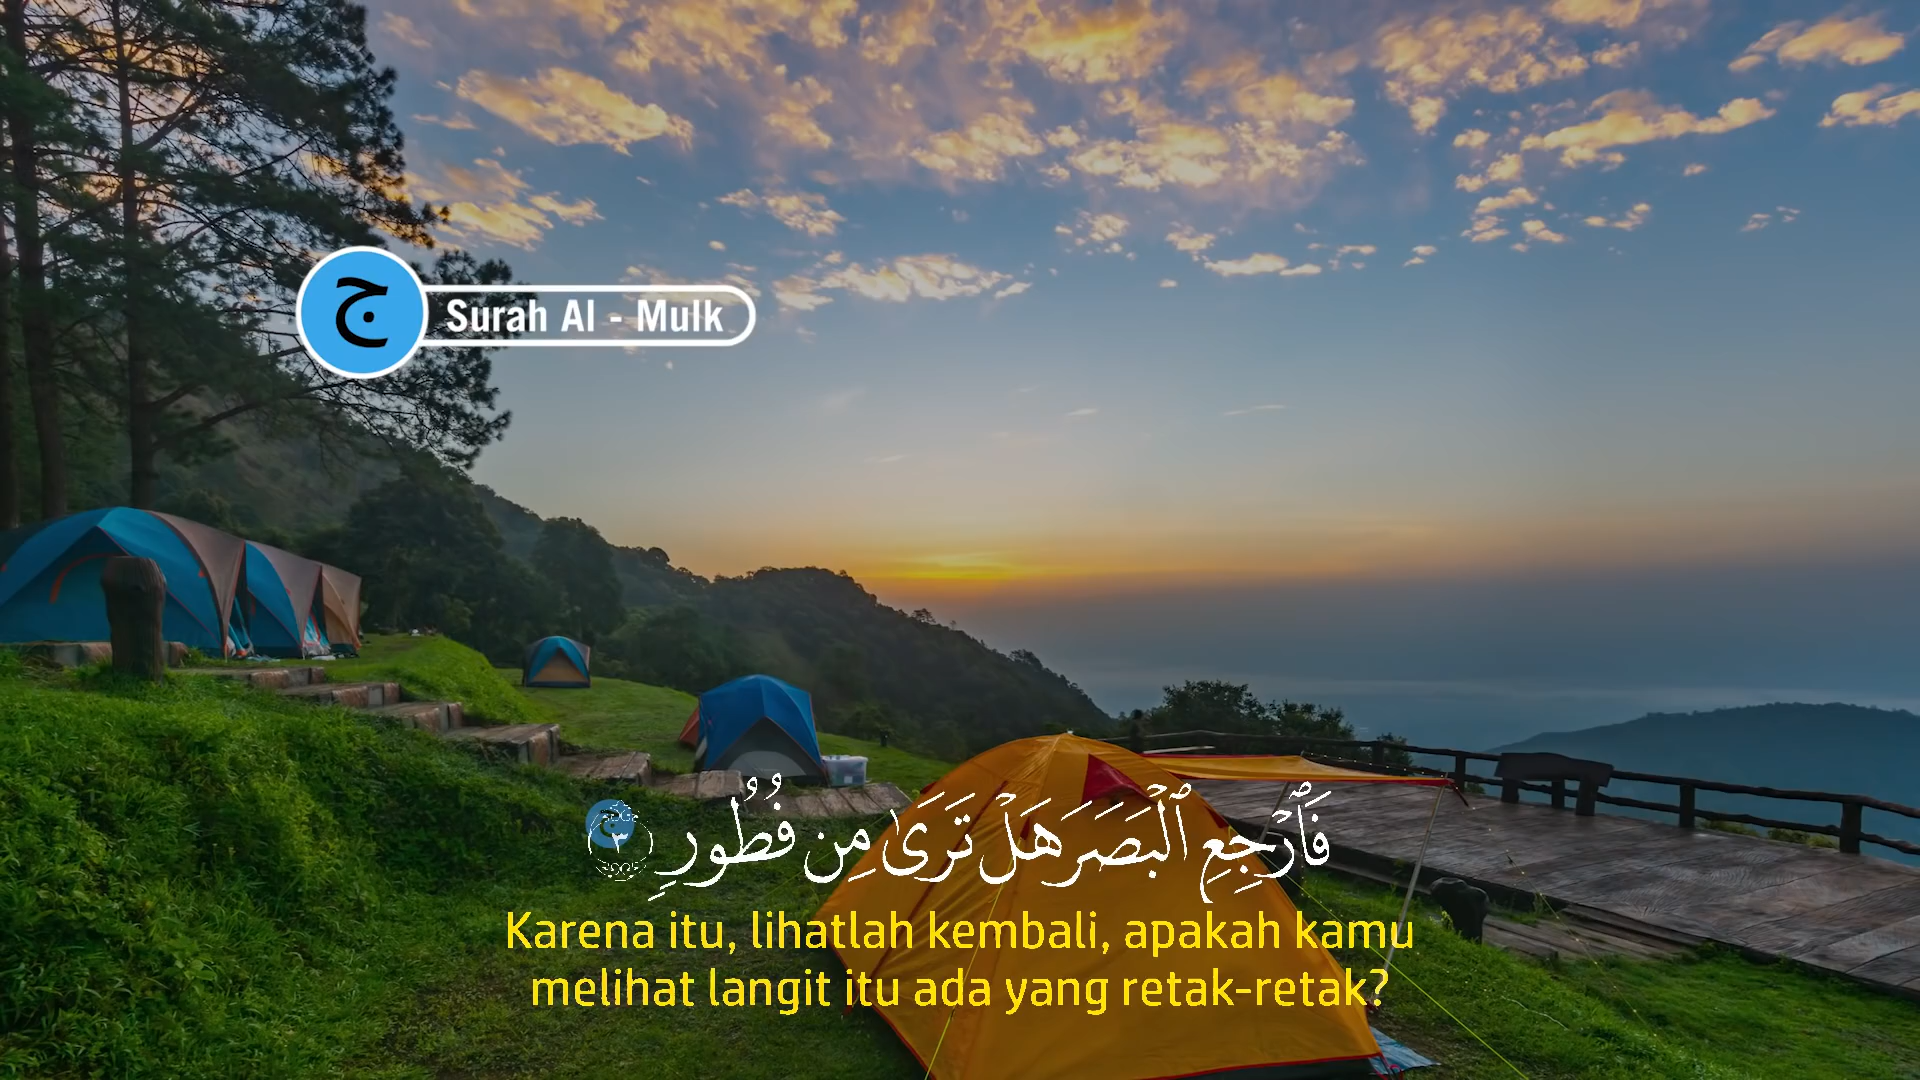 ج
Surah Al - Mulk
فَٱرْجِعِ ٱلْبَصَرَ هَلْ تَرَىٰ مِن فُطُورٍ ٣
Karena itu, lihatlah kembali, apakah kamu
melihat langit itu ada yang retak-retak?